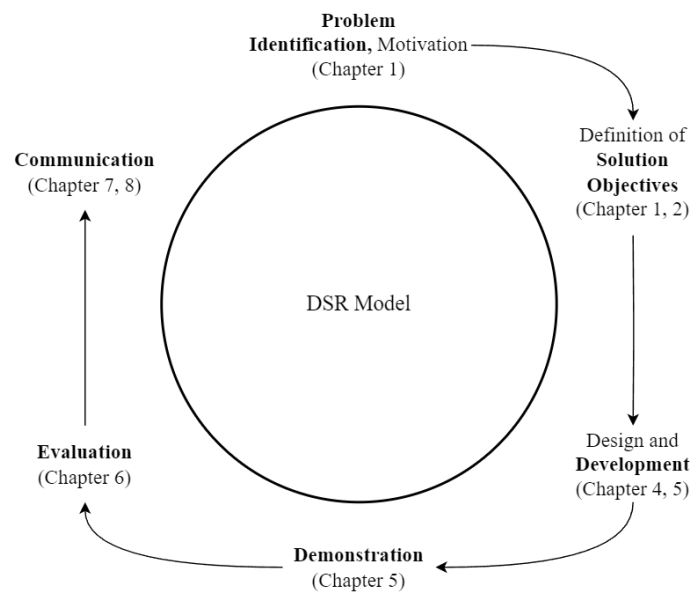 Problem
Identification, Motivation
(Chapter 1)
Definition of
Solution
Objectives
(Chapter 1, 2)
Communication
(Chapter 7, 8)
DSR Model
Evaluation
(Chapter 6)
Design and
Development
(Chapter 4, 5)
Demonstration
(Chapter 5)